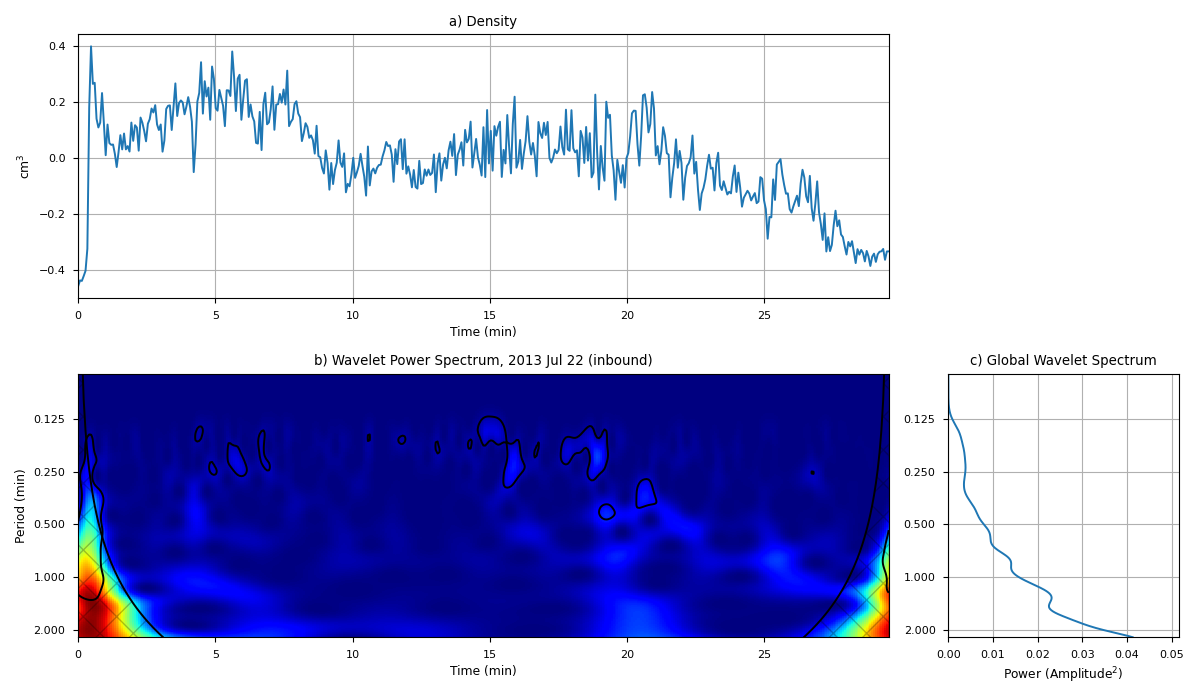 a) Density
0.4
0.2
0.0
−0.2
−0.4
cm³
0 5 10 15 20 25
Time (min)
b) Wavelet Power Spectrum, 2013 Jul 22 (inbound)
0.125
0.250
0.500
1.000
2.000
Period (min)
0 5 10 15 20 25
Time (min)
c) Global Wavelet Spectrum
0.125
0.250
0.500
1.000
2.000
0.00 0.01 0.02 0.03 0.04 0.05
Power (Amplitude²)